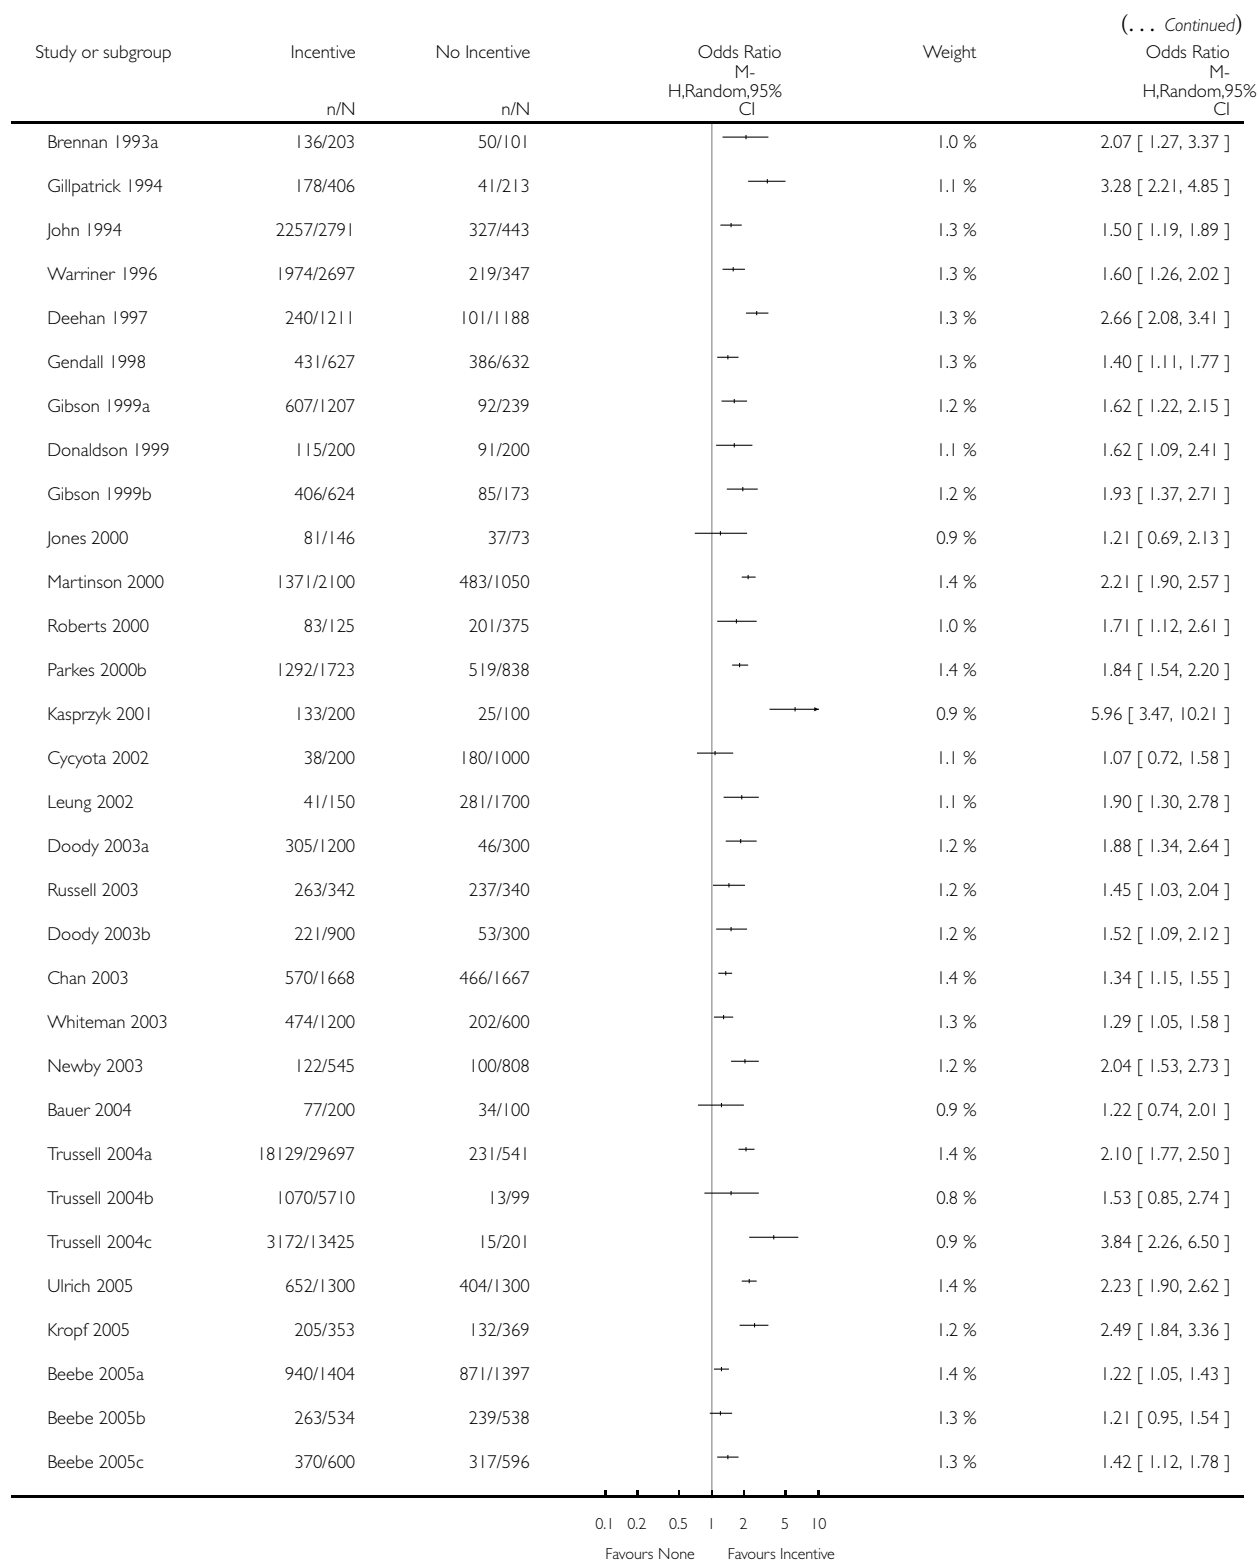 (... Continued)
Study or subgroup Incentive No Incentive Odds Ratio Weight Odds Ratio
M- M-
H,Random,95% H,Random,95%
n/N n/N CI CI
Brennan 1993a 136/203 50/101 1.0 % 2.07 [ 1.27, 3.37 ]
Gillpatrick 1994 178/406 41/213 1.1 % 3.28 [ 2.21, 4.85 ]
John 1994 2257/2791 327/443 1.3 % 1.50 [ 1.19, 1.89 ]
Warriner 1996 1974/2697 219/347 1.3 % 1.60 [ 1.26, 2.02 ]
Deehan 1997 240/1211 101/1188 1.3 % 2.66 [ 2.08, 3.41 ]
Gendall 1998 431/627 386/632 1.3 % 1.40 [ 1.11, 1.77 ]
Gibson 1999a 607/1207 92/239 1.2 % 1.62 [ 1.22, 2.15 ]
Donaldson 1999 115/200 91/200 1.1 % 1.62 [ 1.09, 2.41 ]
Gibson 1999b 406/624 85/173 1.2 % 1.93 [ 1.37, 2.71 ]
Jones 2000 81/146 37/73 0.9 % 1.21 [ 0.69, 2.13 ]
Martinson 2000 1371/2100 483/1050 1.4 % 2.21 [ 1.90, 2.57 ]
Roberts 2000 83/125 201/375 1.0 % 1.71 [ 1.12, 2.61 ]
Parkes 2000b 1292/1723 519/838 1.4 % 1.84 [ 1.54, 2.20 ]
Kasprzyk 2001 133/200 25/100 0.9 % 5.96 [ 3.47, 10.21 ]
Cycyota 2002 38/200 180/1000 1.1 % 1.07 [ 0.72, 1.58 ]
Leung 2002 41/150 281/1700 1.1 % 1.90 [ 1.30, 2.78 ]
Doody 2003a 305/1200 46/300 1.2 % 1.88 [ 1.34, 2.64 ]
Russell 2003 263/342 237/340 1.2 % 1.45 [ 1.03, 2.04 ]
Doody 2003b 221/900 53/300 1.2 % 1.52 [ 1.09, 2.12 ]
Chan 2003 570/1668 466/1667 1.4 % 1.34 [ 1.15, 1.55 ]
Whiteman 2003 474/1200 202/600 1.3 % 1.29 [ 1.05, 1.58 ]
Newby 2003 122/545 100/808 1.2 % 2.04 [ 1.53, 2.73 ]
Bauer 2004 77/200 34/100 0.9 % 1.22 [ 0.74, 2.01 ]
Trussell 2004a 18129/29697 231/541 1.4 % 2.10 [ 1.77, 2.50 ]
Trussell 2004b 1070/5710 13/99 0.8 % 1.53 [ 0.85, 2.74 ]
Trussell 2004c 3172/13425 15/201 0.9 % 3.84 [ 2.26, 6.50 ]
Ulrich 2005 652/1300 404/1300 1.4 % 2.23 [ 1.90, 2.62 ]
Kropf 2005 205/353 132/369 1.2 % 2.49 [ 1.84, 3.36 ]
Beebe 2005a 940/1404 871/1397 1.4 % 1.22 [ 1.05, 1.43 ]
Beebe 2005b 263/534 239/538 1.3 % 1.21 [ 0.95, 1.54 ]
Beebe 2005c 370/600 317/596 1.3 % 1.42 [ 1.12, 1.78 ]
0.1 0.2 0.5 1 2 5 10
Favours None Favours Incentive